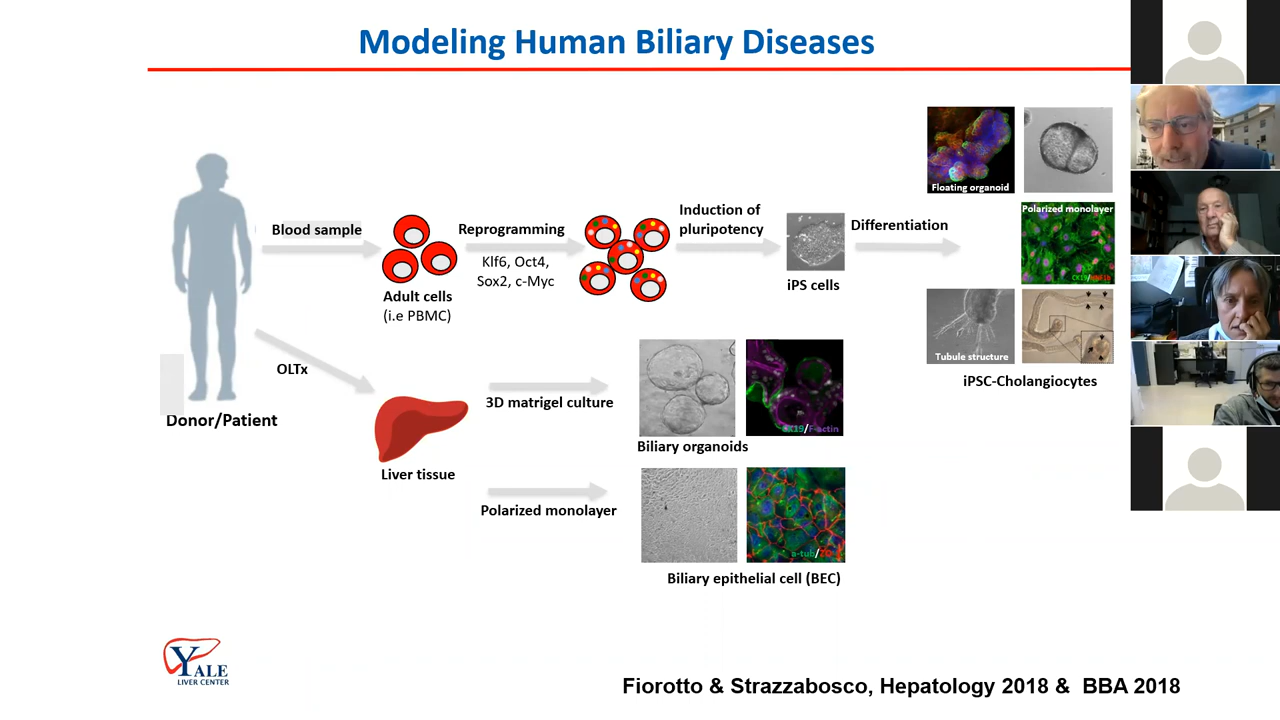 Modeling Human Biliary Diseases
Blood sample
Reprogramming
Klf6, Oct4,
Sox2, c-Myc
Adult cells
(i.e PBMC)
Induction of
pluripotency
iPS cells
Differentiation
Floating organoid
Polarized monolayer
CK19/
Tubule structure
iPSC-Cholangiocytes
OLTx
Donor/Patient
Liver tissue
3D matrigel culture
CK19/F-actin
Biliary organoids
Polarized monolayer
a-tub/
Biliary epithelial cell (BEC)
YALE
LIVER CENTER
Fiorotto & Strazzabosco, Hepatology 2018 & BBA 2018